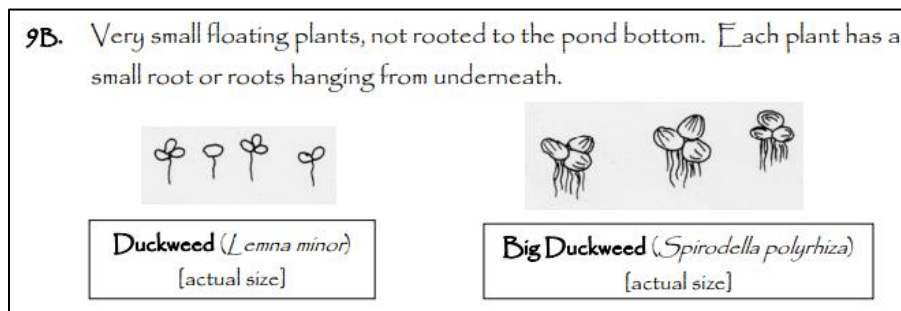 9B. Very small floating plants, not rooted to the pond bottom. Each plant has a
small root or roots hanging from underneath.
Duckweed (Lemna minor)
[actual size]
Big Duckweed (Spirodella polyrhiza)
[actual size]